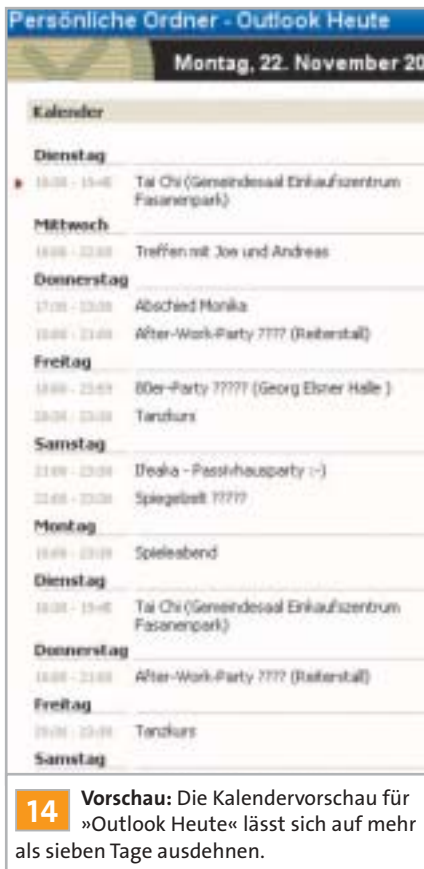 Persönliche Ordner - Outlook Heute
Montag, 22. November 20
Kalender
Dienstag
Tai Chi (Gemeindesaal Einkaufszentrum
Fasanenpark)
Mittwoch
Treffen mit Joe und Andreas
Donnerstag
Abschied Monika
After-Work-Party ???? (Reiterstall)
Freitag
80er-Party ????? (Georg Elsner Halle )
Tanzkurs
Samstag
- Passivhausparty :-)
Spiegelzelt ?????
Montag
Spieleabend
Dienstag
Tai Chi (Gemeindesaal Einkaufszentrum
Fasanenpark)
Donnerstag
After-Work-Party ???? (Reiterstall)
Freitag
Tanzkurs
Samstag
14 Vorschau: Die Kalendervorschau für
»Outlook Heute« lässt sich auf mehr
als sieben Tage ausdehnen.